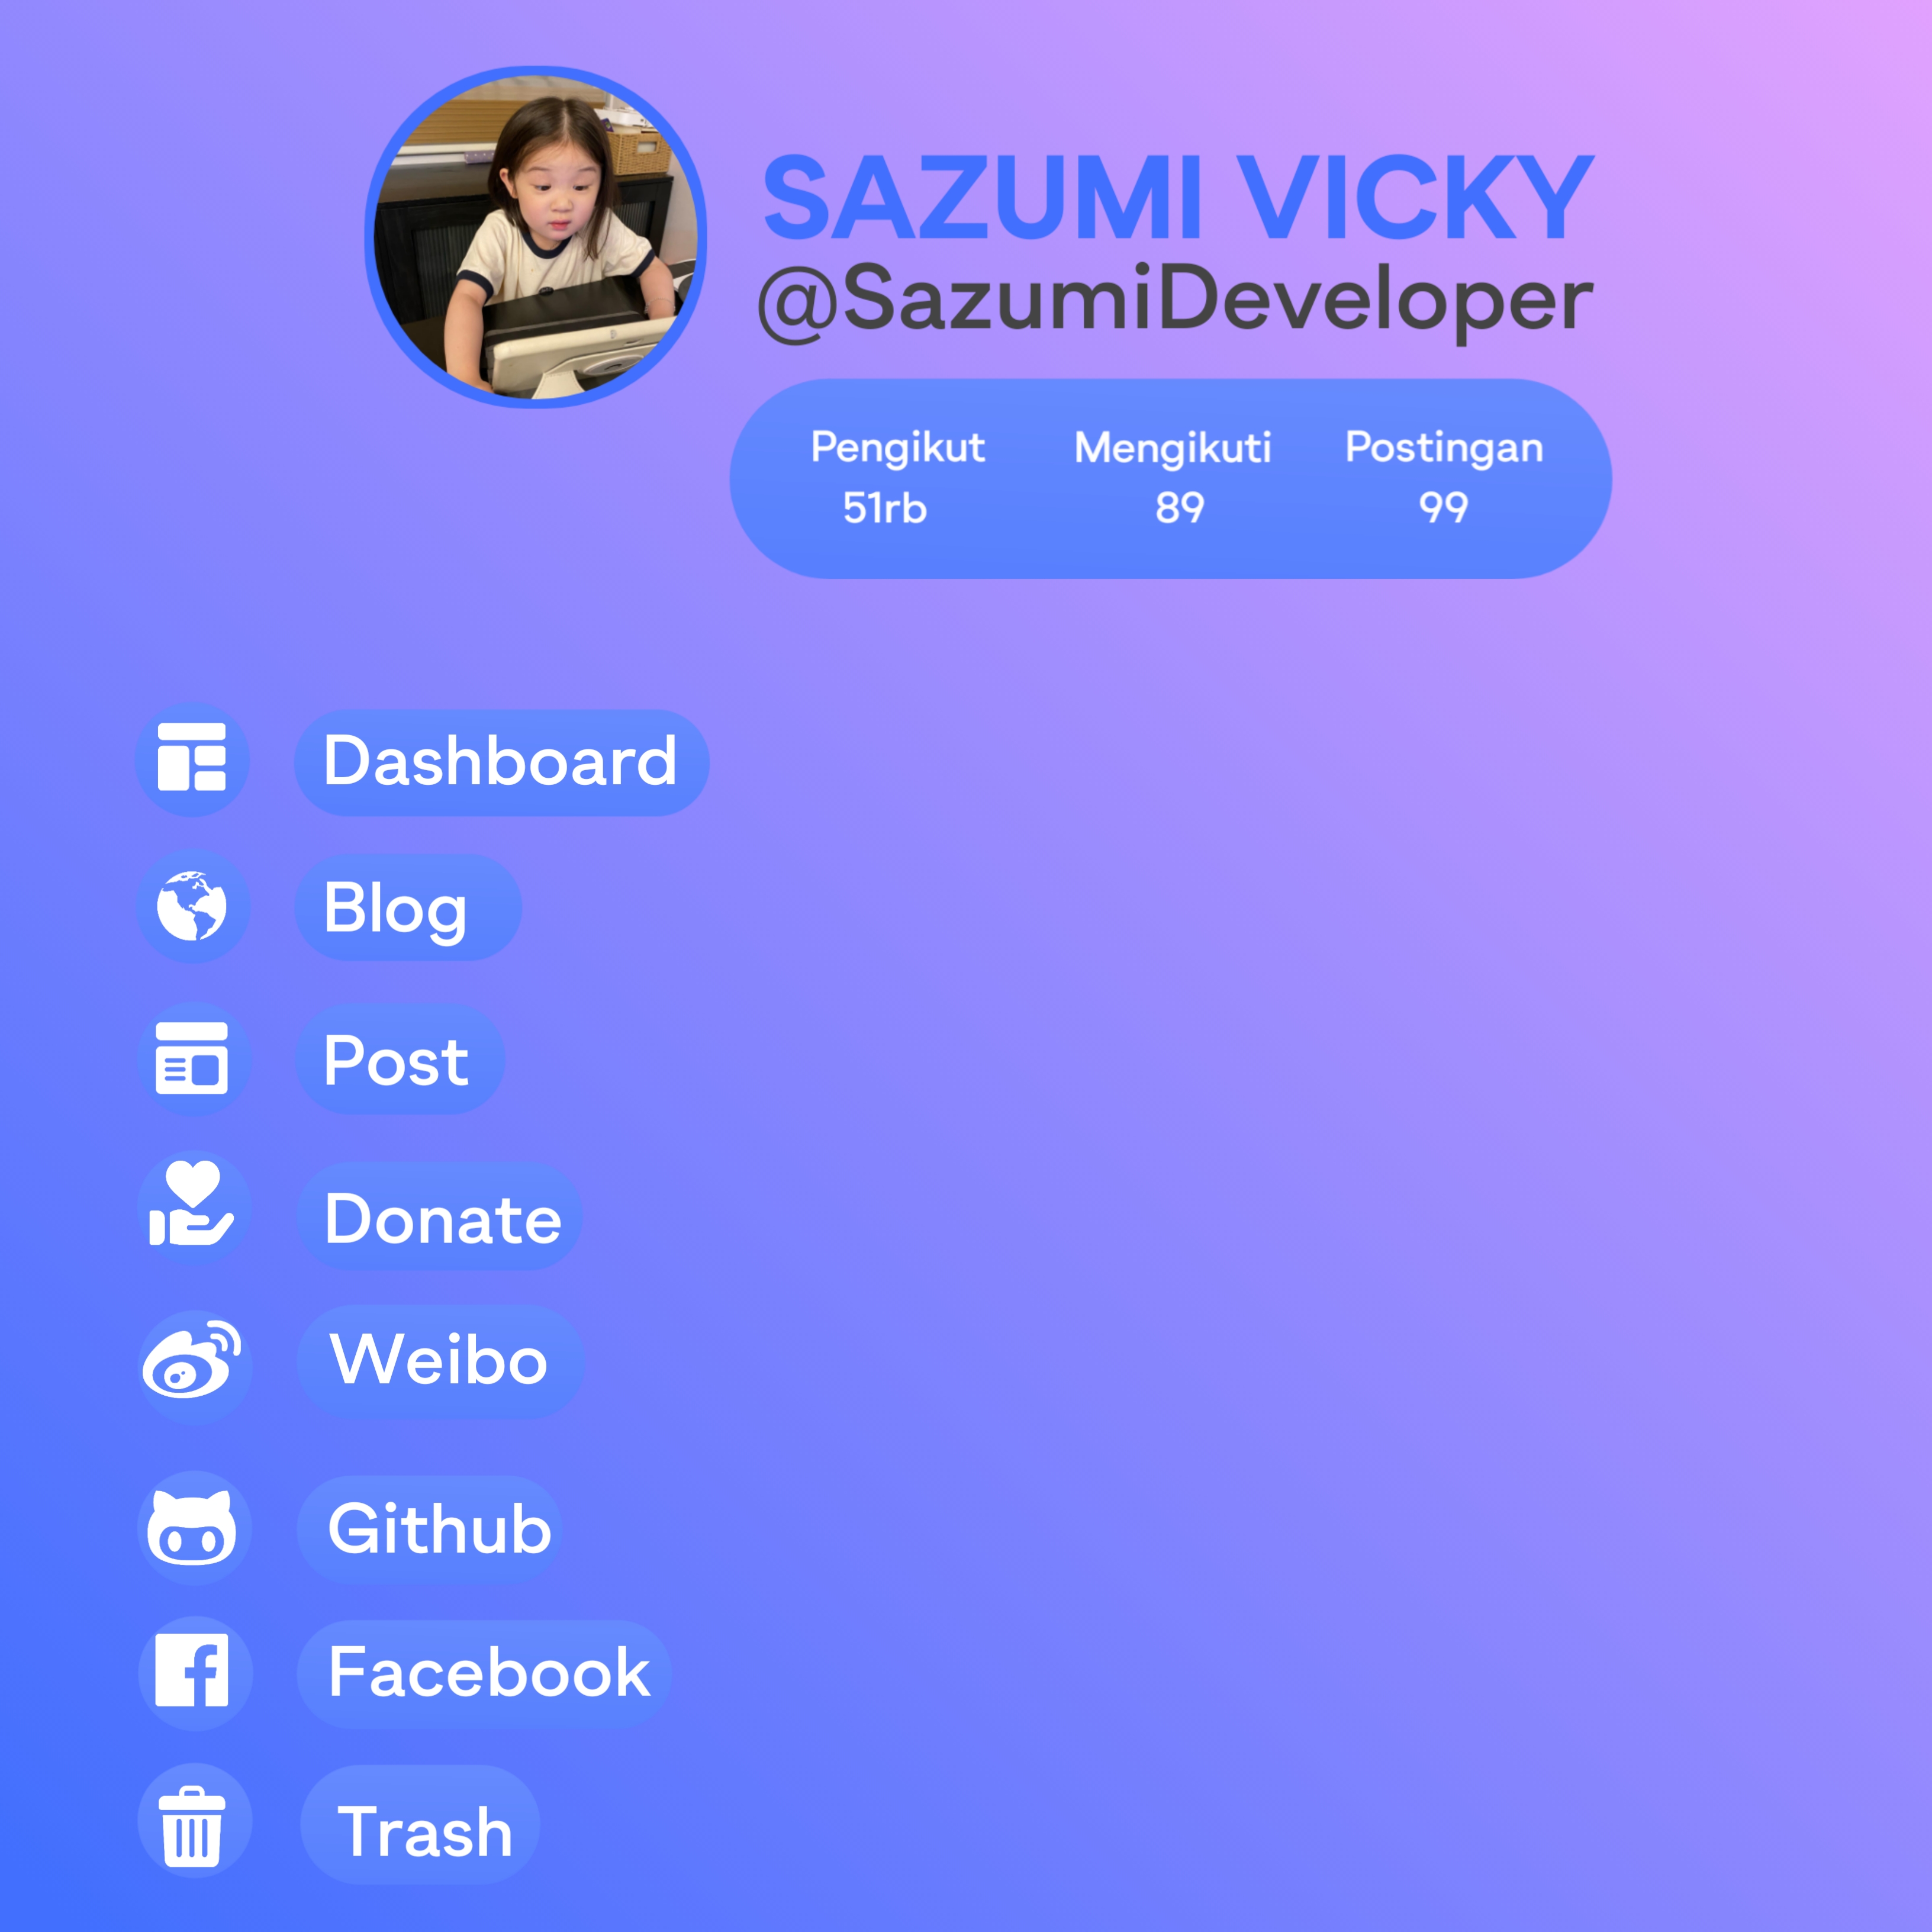 SAZUMI VICKY
@SazumiDeveloper
Pengikut Mengikuti Postingan
51rb 89 99
Dashboard
Blog
Post
Donate
Weibo
Github
Facebook
Trash